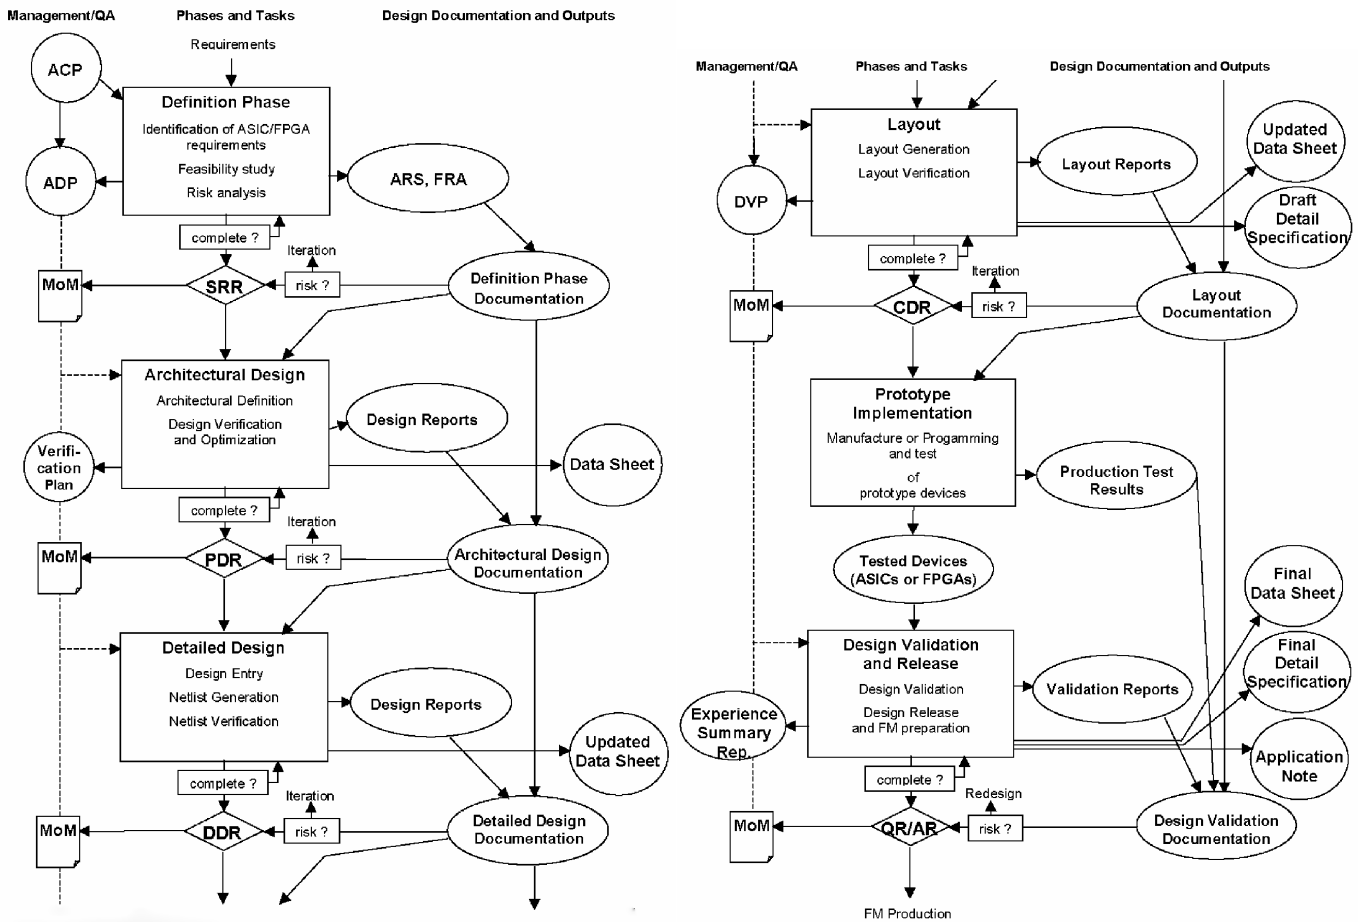 Management/QA
Phases and Tasks
Design Documentation and Outputs
Requirements
ACP
Definition Phase
Identification of ASIC/FPGA
requirements
Feasibility study
Risk analysis
ADP
ARS, FRA
complete ?
Iteration
MoM
SRR
risk ?
Definition Phase
Documentation
Architectural Design
Architectural Definition
Design Verification
and Optimization
Design Reports
Verifi-
cation
Plan
Data Sheet
complete ?
Iteration
MoM
PDR
risk ?
Architectural Design
Documentation
Detailed Design
Design Entry
Netlist Generation
Netlist Verification
Design Reports
Updated
Data Sheet
complete ?
Iteration
MoM
DDR
risk ?
Detailed Design
Documentation
Management/QA
Phases and Tasks
Design Documentation and Outputs
Layout
Layout Generation
Layout Verification
Layout Reports
Updated
Data Sheet
DVP
Draft
Detail
Specification
complete ?
Iteration
MoM
CDR
risk ?
Layout
Documentation
Prototype
Implementation
Manufacture or Progamming
and test
of
prototype devices
Production Test
Results
Tested Devices
(ASICs or FPGAs)
Final
Data Sheet
Design Validation
and Release
Design Validation
Design Release
and FM preparation
Validation Reports
Final
Detail
Specification
Experience
Summary
Rep.
Application
Note
complete ?
Redesign
MoM
QR/AR
risk ?
Design Validation
Documentation
FM Production